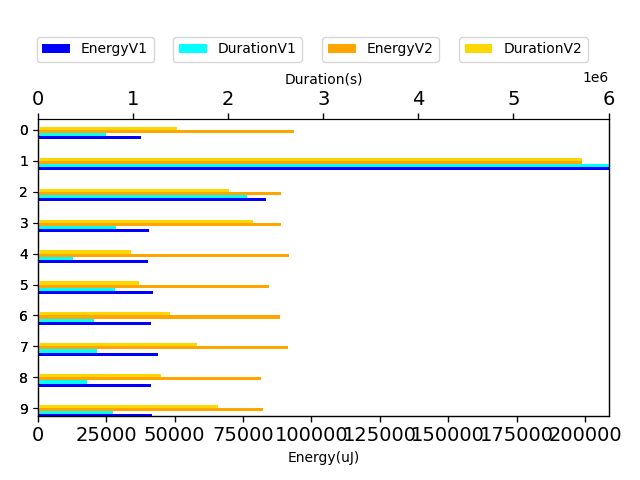 EnergyV1 DurationV1 EnergyV2 DurationV2
Duration(s) 1e6
0 1 2 3 4 5 6
0
1
2
3
4
5
6
7
8
9
0 25000 50000 75000 100000 125000 150000 175000 200000
Energy(uJ)